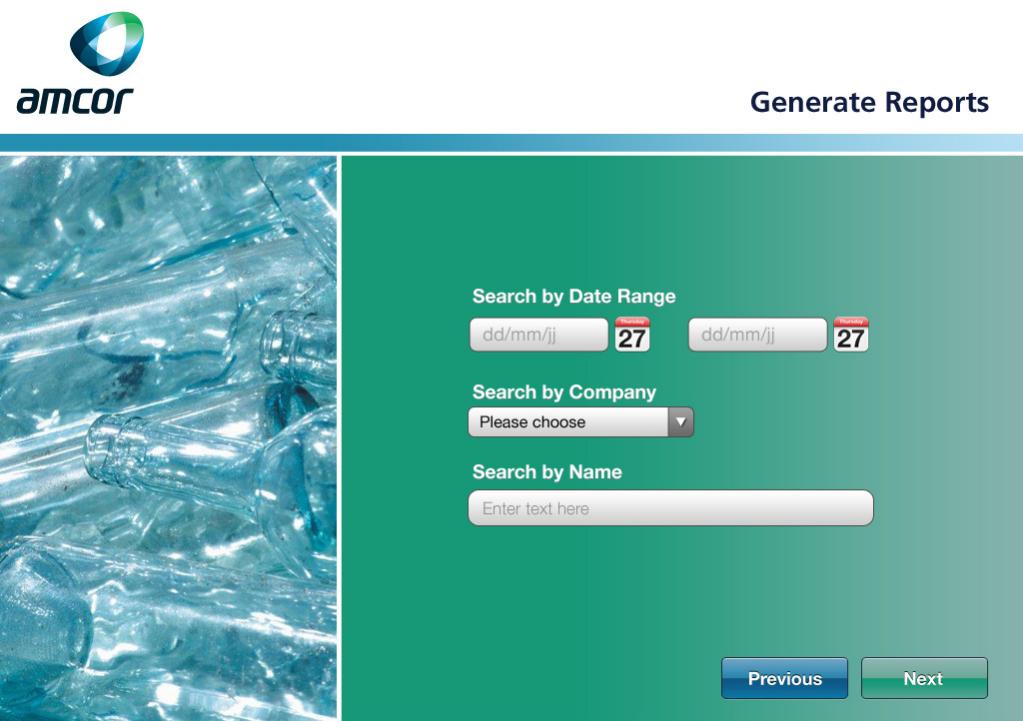 amcor
Generate Reports
Search by Date Range
dd/mm/jj Thursday 27 dd/mm/jj Thursday 27
Search by Company
Please choose
Search by Name
Enter text here
Previous Next